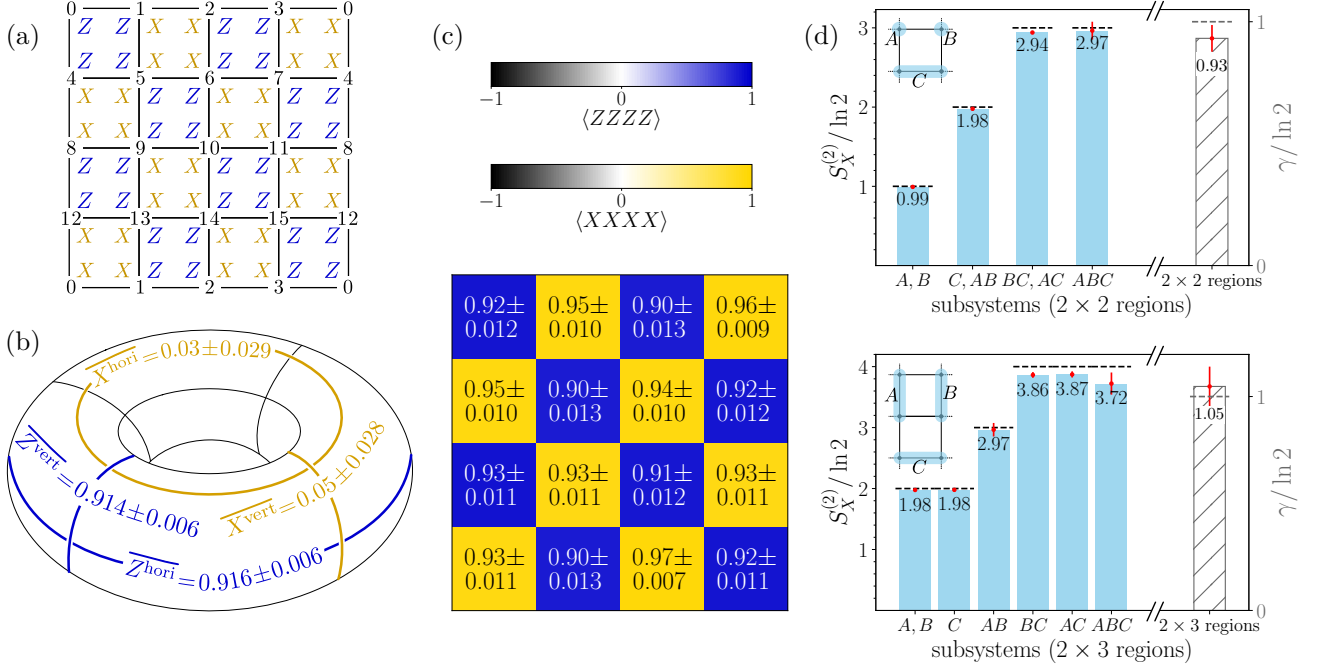 (a)
0 1 2 3 0
Z Z X X Z Z X X
Z Z X X Z Z X X
4 5 6 7 4
X X Z Z X X Z Z
X X Z Z X X Z Z
8 9 10 11 8
Z Z X X Z Z X X
Z Z X X Z Z X X
12 13 14 15 12
X X Z Z X X Z Z
X X Z Z X X Z Z
0 1 2 3 0
(b)
X^hori = 0.03±0.029
Z^vert = 0.914±0.006
X^vert = 0.05±0.028
Z^hori = 0.916±0.006
(c)
−1 0 1
⟨ZZZZ⟩
−1 0 1
⟨XXXX⟩
0.92± 0.95± 0.90± 0.96±
0.012 0.010 0.013 0.009
0.95± 0.90± 0.94± 0.92±
0.010 0.013 0.010 0.012
0.93± 0.93± 0.91± 0.93±
0.011 0.011 0.012 0.011
0.93± 0.90± 0.97± 0.92±
0.011 0.013 0.007 0.011
(d)
S_X^(2)/ ln 2
3
2
1
A B
C
0.99
1.98
2.94
2.97
0.93
1
0
γ/ ln 2
A, B C, AB BC, AC ABC 2 × 2 regions
subsystems (2 × 2 regions)
S_X^(2)/ ln 2
4
3
2
1
A B
C
1.98
1.98
2.97
3.86
3.87
3.72
1.05
1
0
γ/ ln 2
A, B C AB BC AC ABC 2 × 3 regions
subsystems (2 × 3 regions)